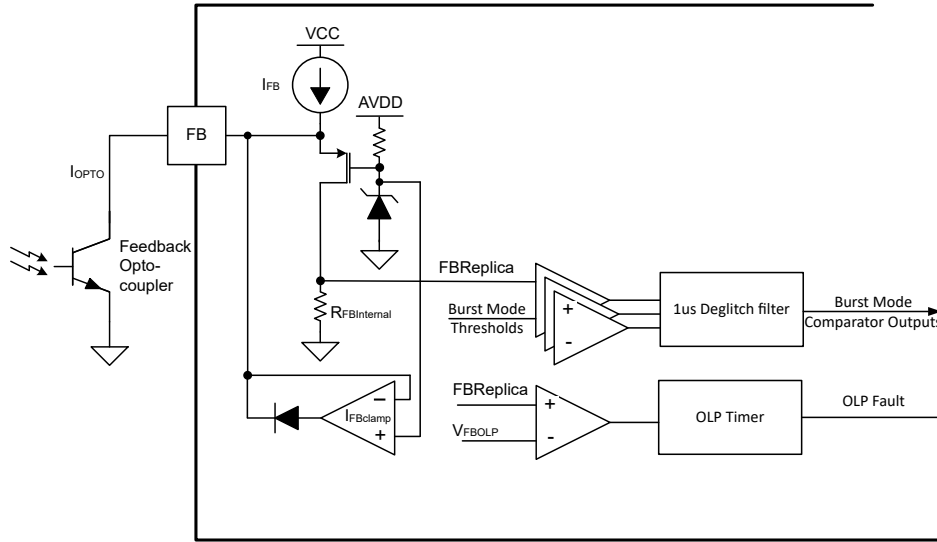 VCC
IFB
AVDD
FB
IOPTO
Feedback
Opto-
coupler
FBReplica
RFBInternal
Burst Mode
Thresholds
+
-
1us Deglitch filter
Burst Mode
Comparator Outputs
IFBclamp
−
+
FBReplica
VFBOLP
+
-
OLP Timer
OLP Fault